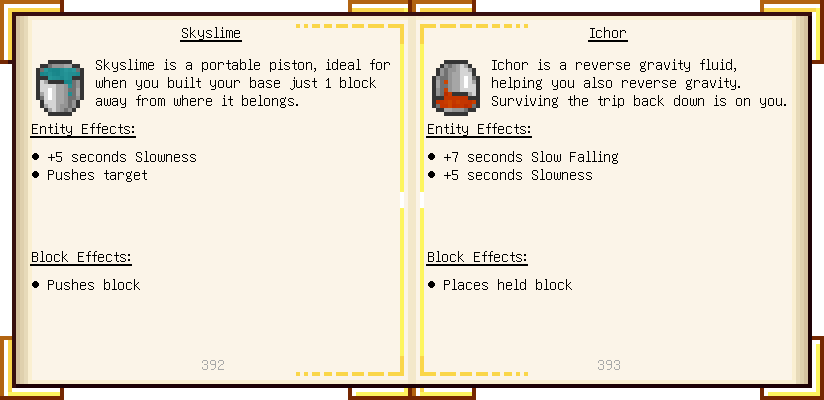 Skyslime
Skyslime is a portable piston, ideal for
when you built your base just 1 block
away from where it belongs.
Entity Effects:
● +5 seconds Slowness
● Pushes target
Block Effects:
● Pushes block
392
Ichor
Ichor is a reverse gravity fluid,
helping you also reverse gravity.
Surviving the trip back down is on you.
Entity Effects:
● +7 seconds Slow Falling
● +5 seconds Slowness
Block Effects:
● Places held block
393